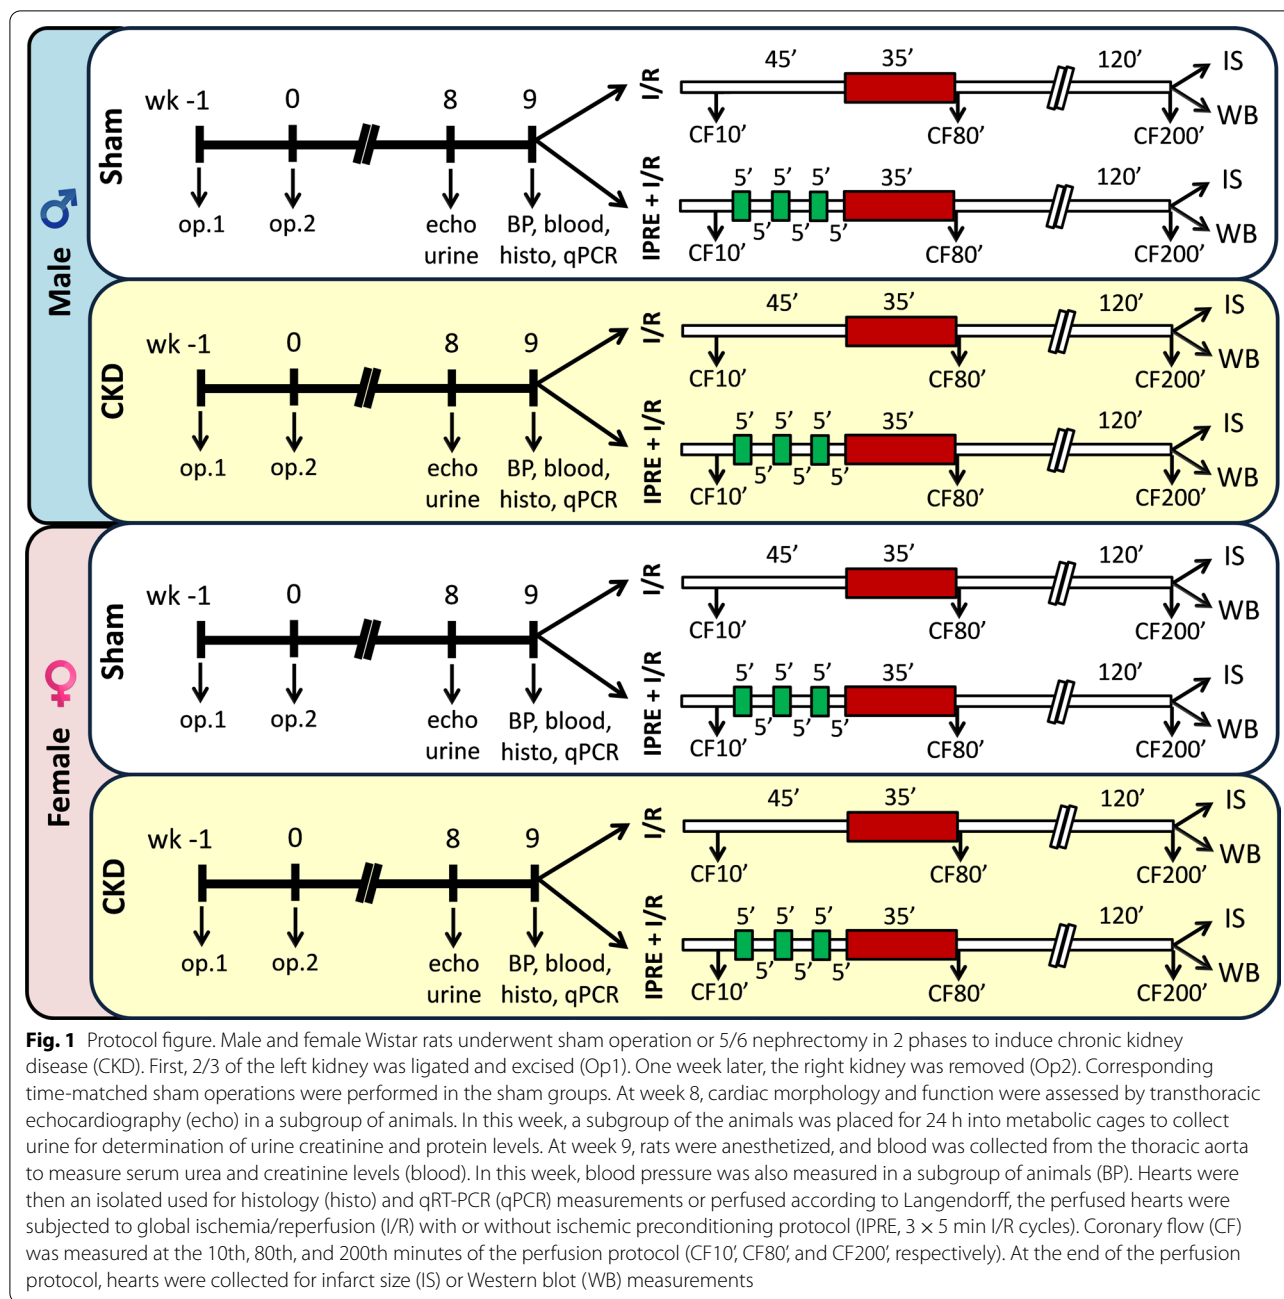 Male
Sham
wk -1 0 8 9
op.1 op.2 echo urine BP, blood, histo, qPCR
I/R
45’ 35’ 120’
CF10’ CF80’ CF200’
IS
WB
IPRE + I/R
5’ 5’ 5’ 35’ 120’
5’ 5’ 5’
CF10’ CF80’ CF200’
IS
WB
CKD
wk -1 0 8 9
op.1 op.2 echo urine BP, blood, histo, qPCR
I/R
45’ 35’ 120’
CF10’ CF80’ CF200’
IS
WB
IPRE + I/R
5’ 5’ 5’ 35’ 120’
5’ 5’ 5’
CF10’ CF80’ CF200’
IS
WB
Female
Sham
wk -1 0 8 9
op.1 op.2 echo urine BP, blood, histo, qPCR
I/R
45’ 35’ 120’
CF10’ CF80’ CF200’
IS
WB
IPRE + I/R
5’ 5’ 5’ 35’ 120’
5’ 5’ 5’
CF10’ CF80’ CF200’
IS
WB
CKD
wk -1 0 8 9
op.1 op.2 echo urine BP, blood, histo, qPCR
I/R
45’ 35’ 120’
CF10’ CF80’ CF200’
IS
WB
IPRE + I/R
5’ 5’ 5’ 35’ 120’
5’ 5’ 5’
CF10’ CF80’ CF200’
IS
WB
Fig. 1 Protocol figure. Male and female Wistar rats underwent sham operation or 5/6 nephrectomy in 2 phases to induce chronic kidney
disease (CKD). First, 2/3 of the left kidney was ligated and excised (Op1). One week later, the right kidney was removed (Op2). Corresponding
time-matched sham operations were performed in the sham groups. At week 8, cardiac morphology and function were assessed by transthoracic
echocardiography (echo) in a subgroup of animals. In this week, a subgroup of the animals was placed for 24 h into metabolic cages to collect
urine for determination of urine creatinine and protein levels. At week 9, rats were anesthetized, and blood was collected from the thoracic aorta
to measure serum urea and creatinine levels (blood). In this week, blood pressure was also measured in a subgroup of animals (BP). Hearts were
then an isolated used for histology (histo) and qRT-PCR (qPCR) measurements or perfused according to Langendorff, the perfused hearts were
subjected to global ischemia/reperfusion (I/R) with or without ischemic preconditioning protocol (IPRE, 3 × 5 min I/R cycles). Coronary flow (CF)
was measured at the 10th, 80th, and 200th minutes of the perfusion protocol (CF10’, CF80’, and CF200’, respectively). At the end of the perfusion
protocol, hearts were collected for infarct size (IS) or Western blot (WB) measurements